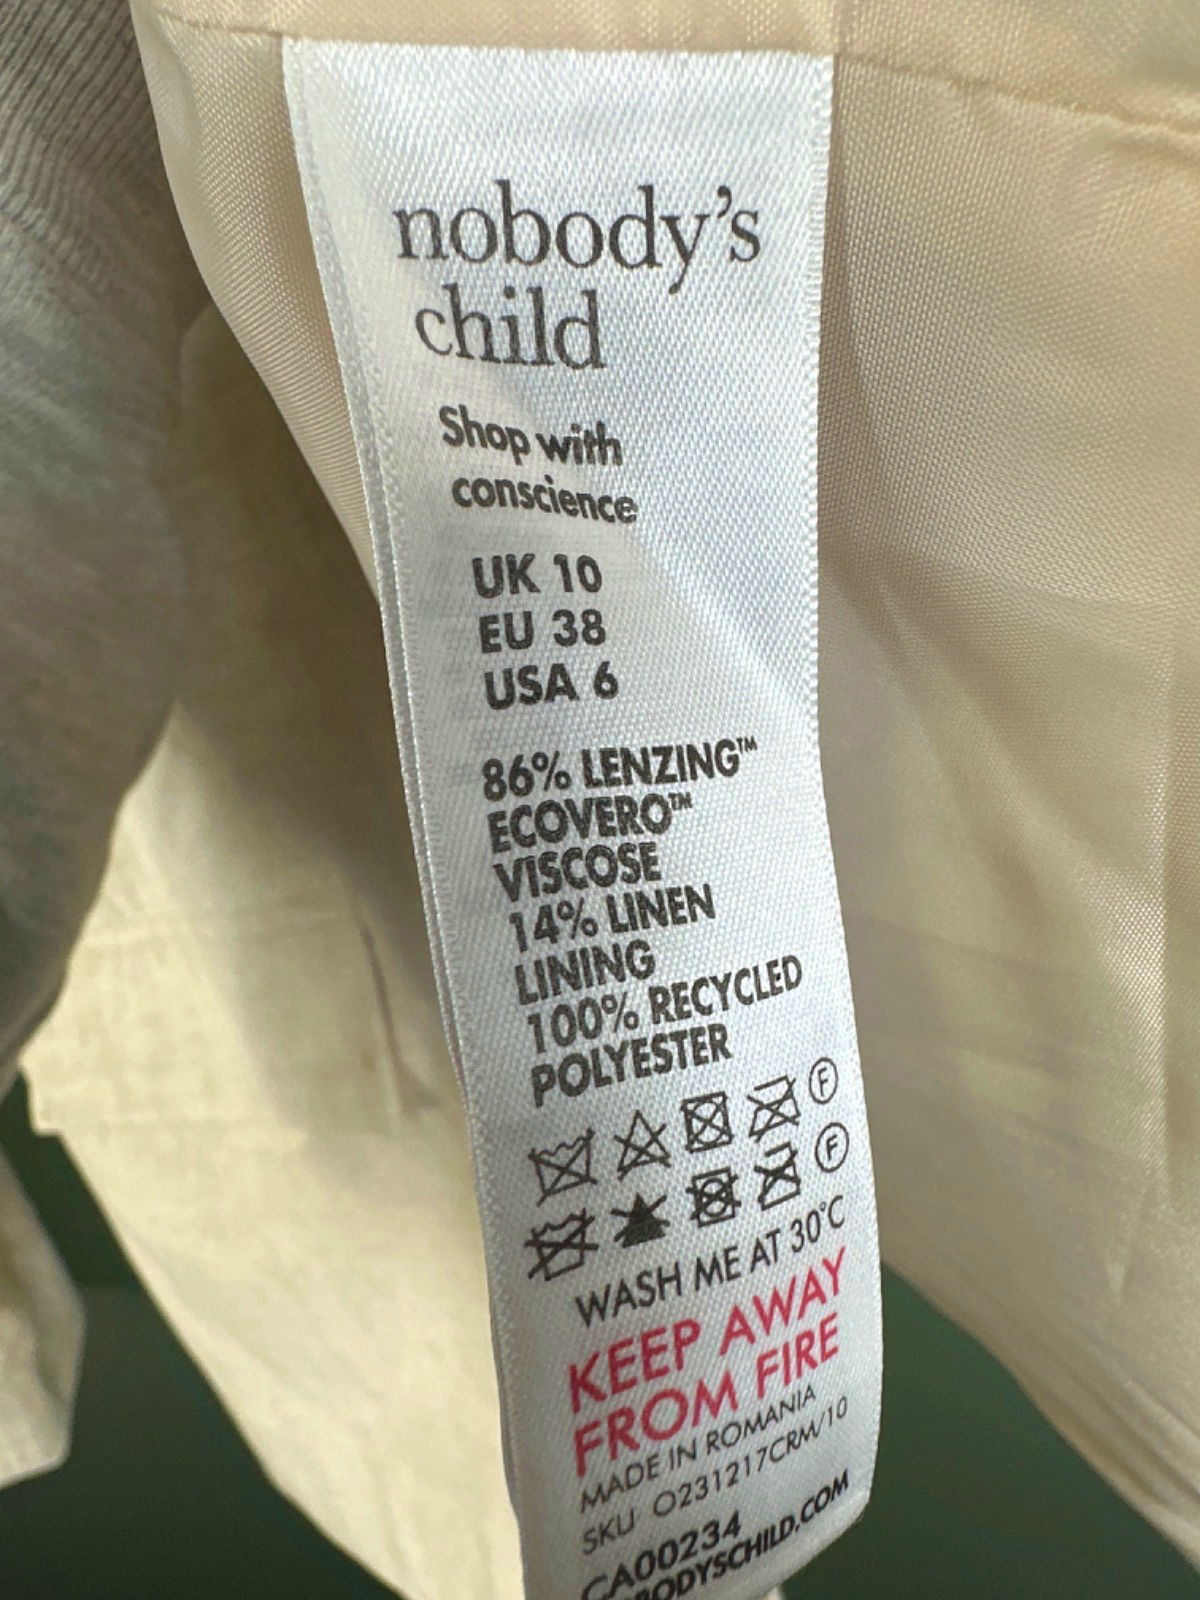 nobody's
child
Shop with
conscience
UK 10
EU 38
USA 6
86% LENZING™
ECOVERO™
VISCOSE
14% LINEN
LINING
100% RECYCLED
POLYESTER
F
F
WASH ME AT 30°C
KEEP AWAY
FROM FIRE
MADE IN ROMANIA
SKU O231217CRM/10
CA00234
BODYSCHILD.COM